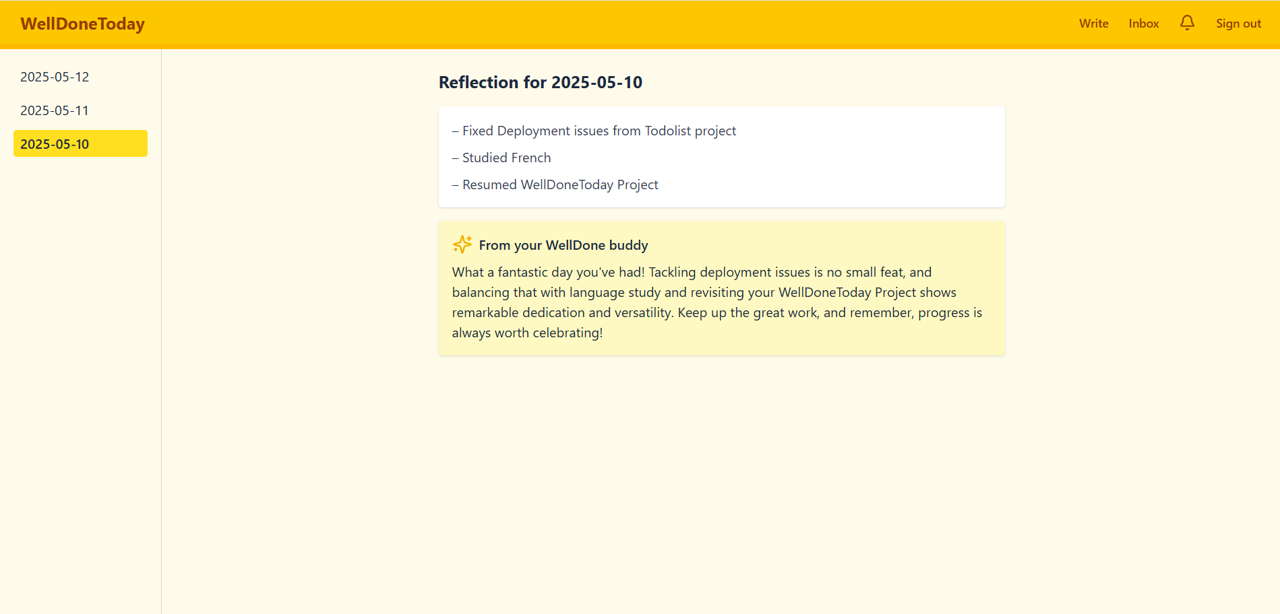 WellDoneToday
Write
Inbox
Sign out
2025-05-12
2025-05-11
2025-05-10
Reflection for 2025-05-10
– Fixed Deployment issues from Todolist project
– Studied French
– Resumed WellDoneToday Project
From your WellDone buddy
What a fantastic day you've had! Tackling deployment issues is no small feat, and
balancing that with language study and revisiting your WellDoneToday Project shows
remarkable dedication and versatility. Keep up the great work, and remember, progress is
always worth celebrating!